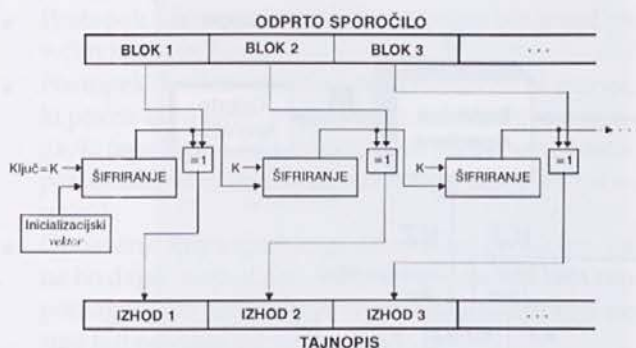 ODPRTO SPOROČILO
BLOK 1 BLOK 2 BLOK 3 ...
=1 =1 =1
Ključ=K ŠIFRIRANJE K ŠIFRIRANJE K ŠIFRIRANJE
Inicializacijski
vektor
IZHOD 1 IZHOD 2 IZHOD 3 ...
TAJNOPIS